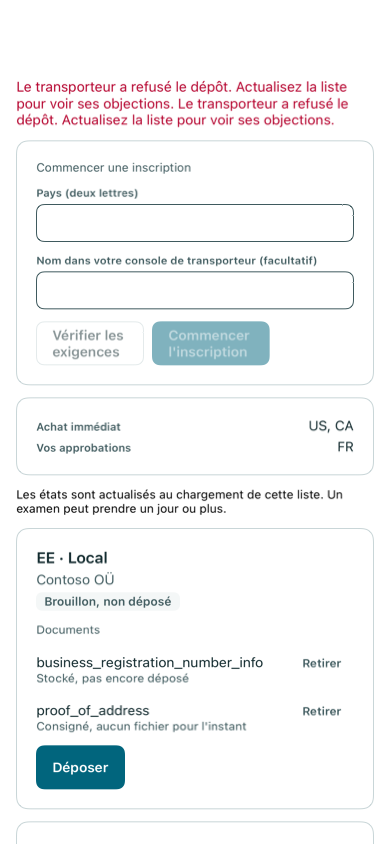 Le transporteur a refusé le dépôt. Actualisez la liste
pour voir ses objections. Le transporteur a refusé le
dépôt. Actualisez la liste pour voir ses objections.
Commencer une inscription
Pays (deux lettres)
Nom dans votre console de transporteur (facultatif)
Vérifier les
exigences
Commencer
l'inscription
Achat immédiat
US, CA
Vos approbations
FR
Les états sont actualisés au chargement de cette liste. Un
examen peut prendre un jour ou plus.
EE · Local
Contoso OÜ
Brouillon, non déposé
Documents
business_registration_number_info
Retirer
Stocké, pas encore déposé
proof_of_address
Retirer
Consigné, aucun fichier pour l'instant
Déposer